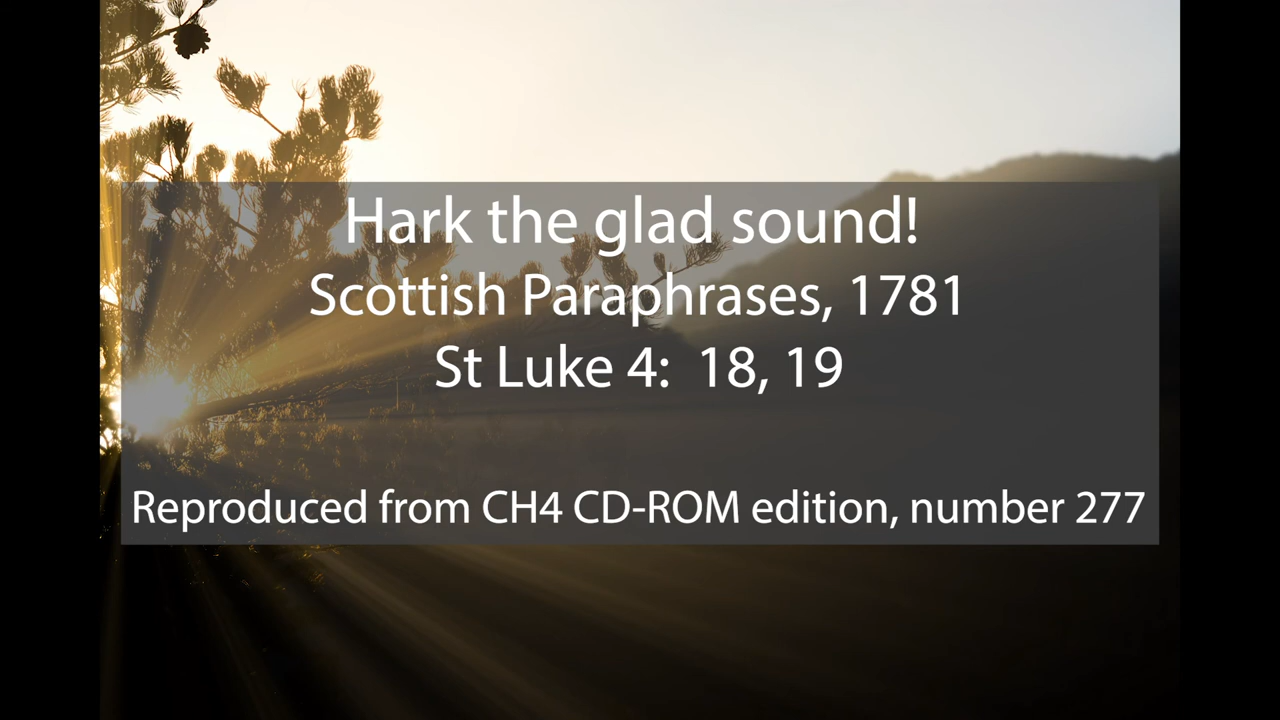 Hark the glad sound!
Scottish Paraphrases, 1781
St Luke 4:  18, 19
Reproduced from CH4 CD-ROM edition, number 277